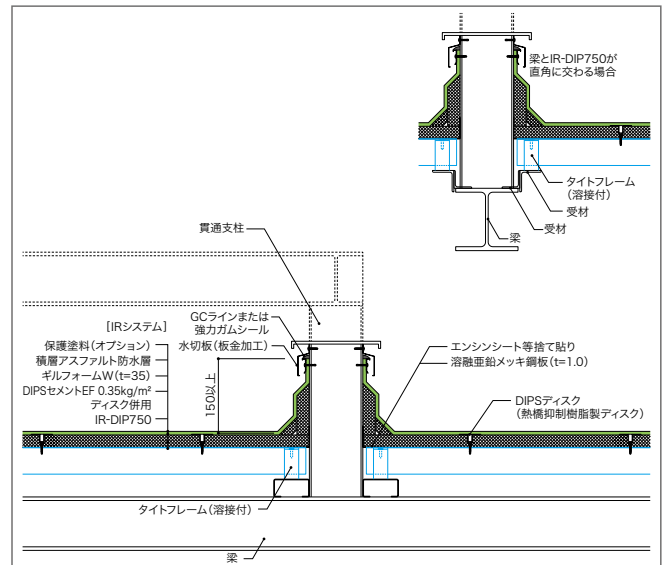 梁とIR-DIP750が
直角に交わる場合
タイトフレーム
(溶接付)
受材
受材
梁
貫通支柱
[IRシステム]
保護塗料(オプション)
積層アスファルト防水層
ギルフォームW(t=35)
DIPSセメントEF 0.35kg/m²
ディスク併用
IR-DIP750
GCラインまたは
強力ガムシール
水切板(板金加工)
150以上
エンシンシート等捨て貼り
溶融亜鉛メッキ鋼板(t=1.0)
DIPSディスク
(熱橋抑制樹脂製ディスク)
タイトフレーム(溶接付)
梁